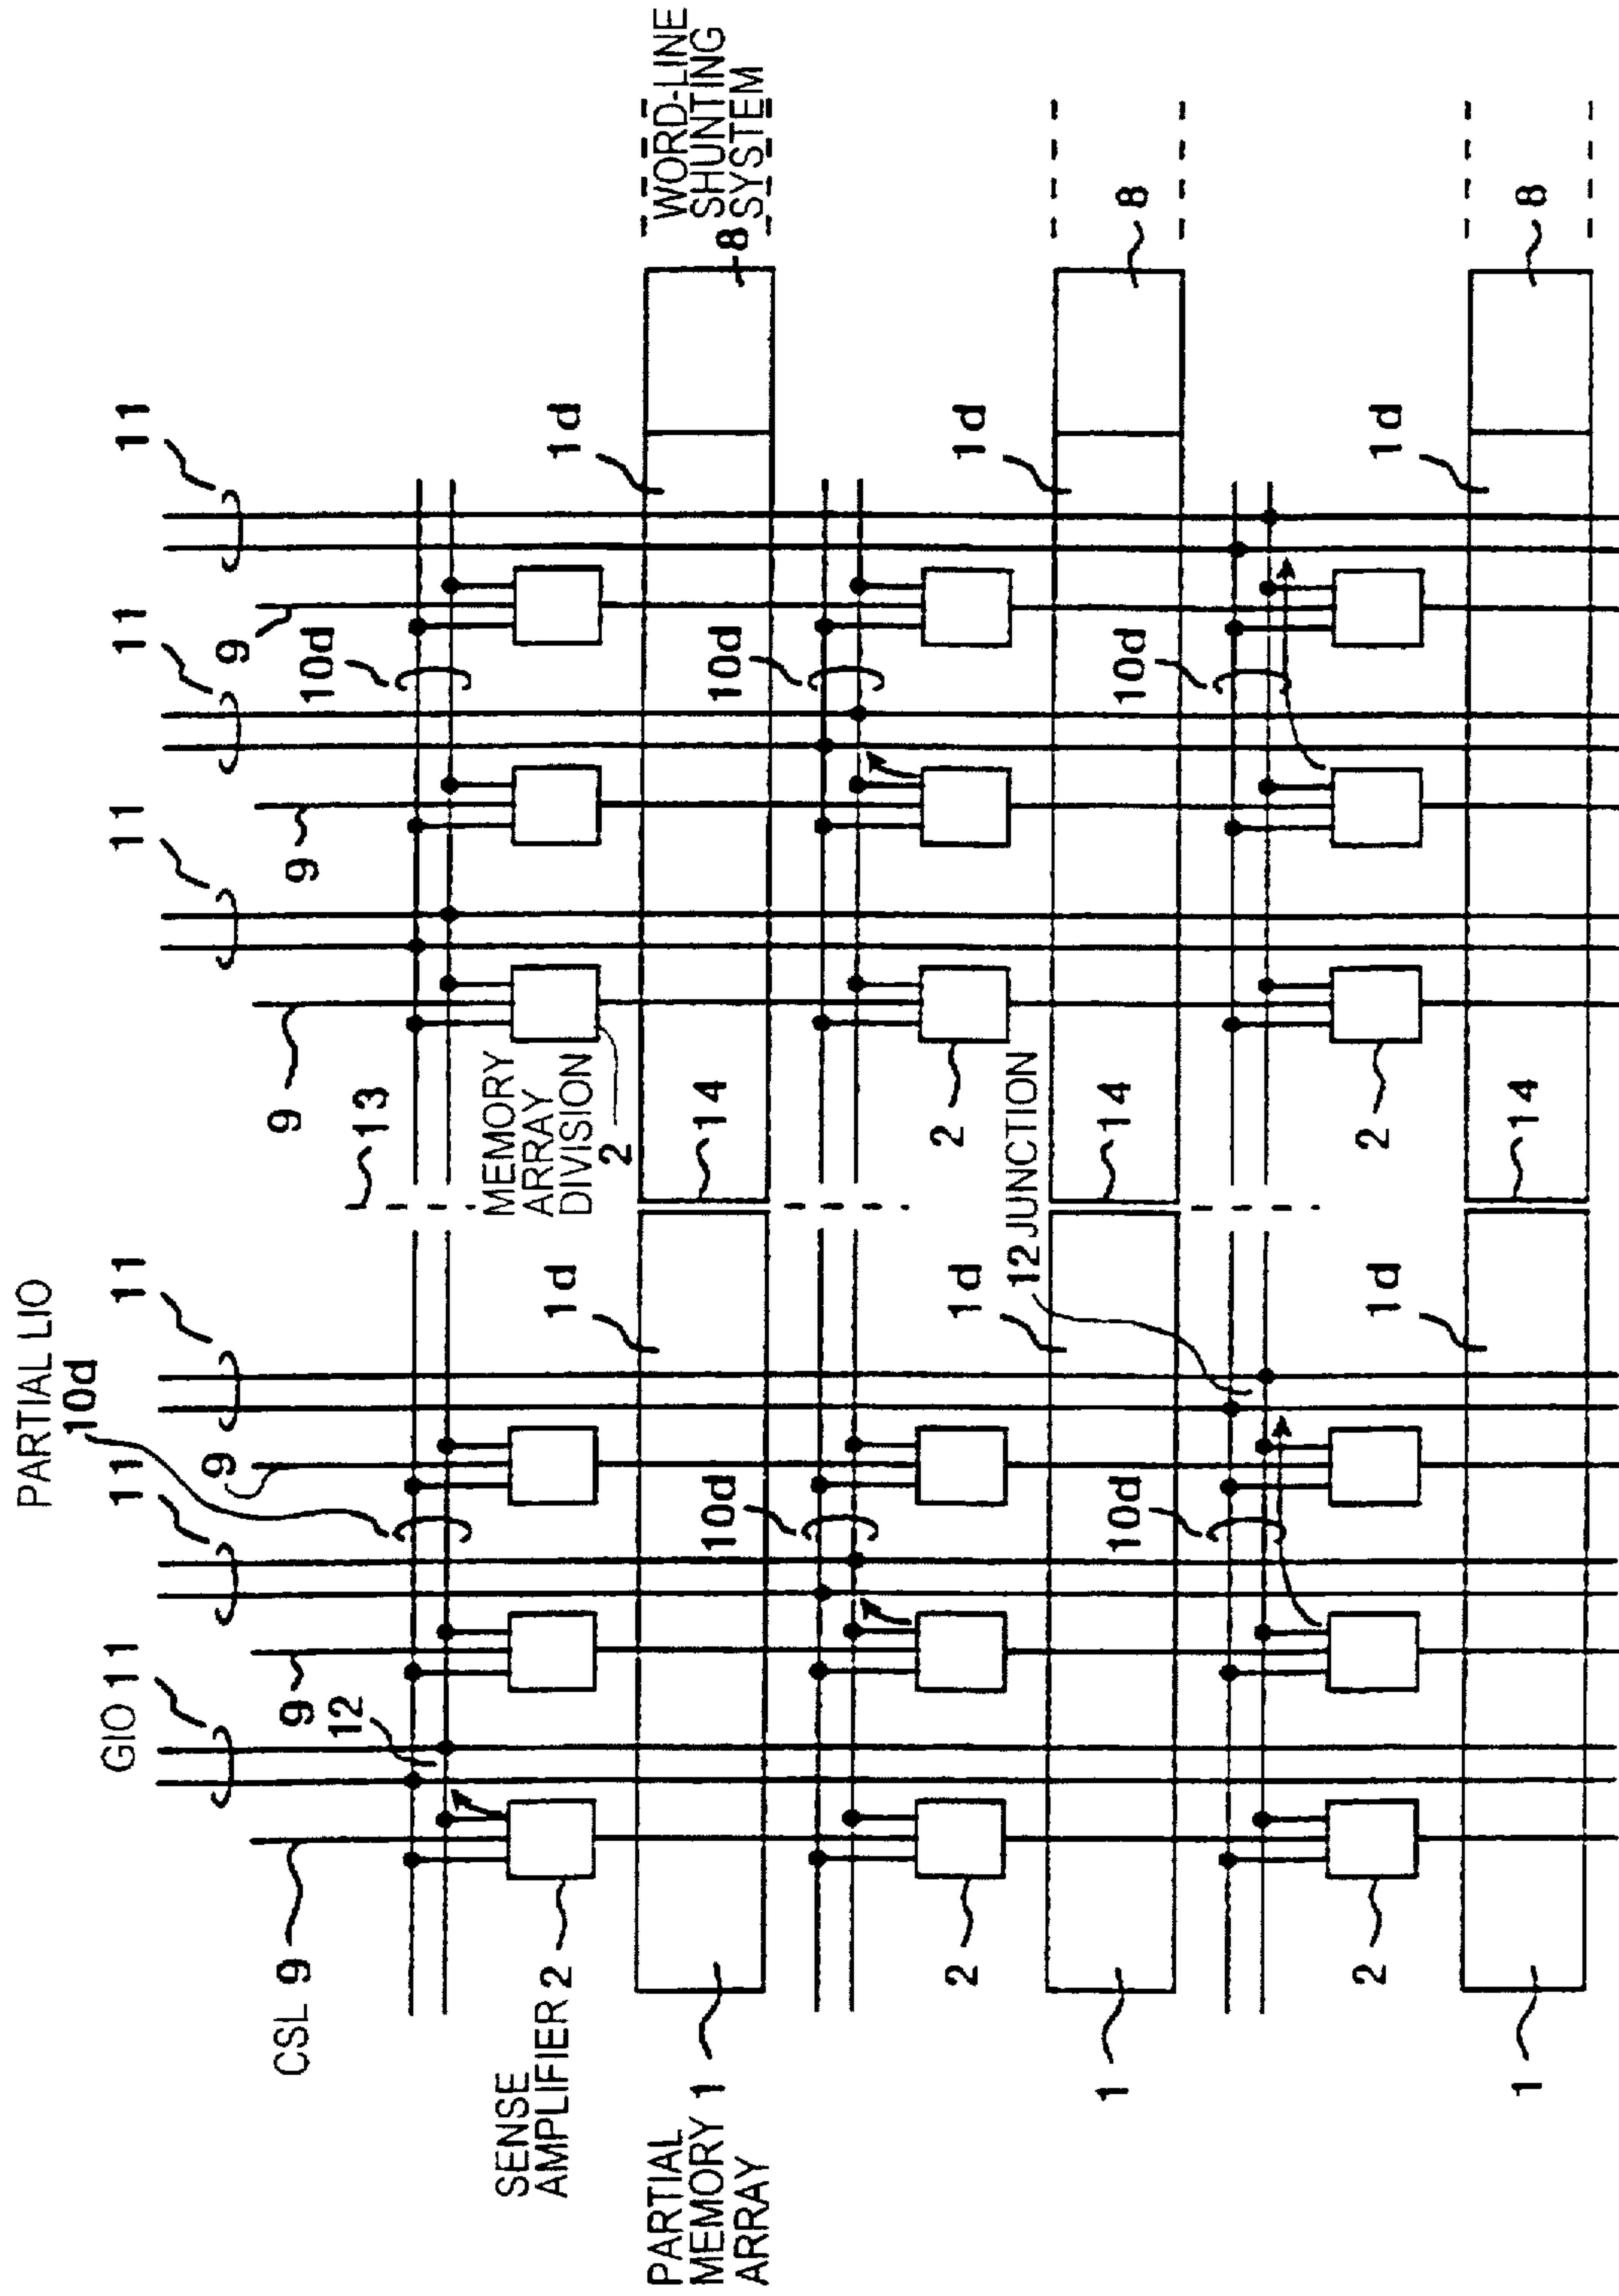 PARTIAL LIO
10d
GIO 11
11
11
11
11
11
9
9
CSL 9
9
9
9
10d
12
13
MEMORY
ARRAY
DIVISION
2
SENSE
AMPLIFIER 2
1d
1d
PARTIAL
MEMORY 1
ARRAY
14
WORD-LINE
SHUNTING
SYSTEM
8
10d
10d
2
2
1d
1d
12 JUNCTION
1
10d
14
10d
8
2
2
1d
1d
1
14
8